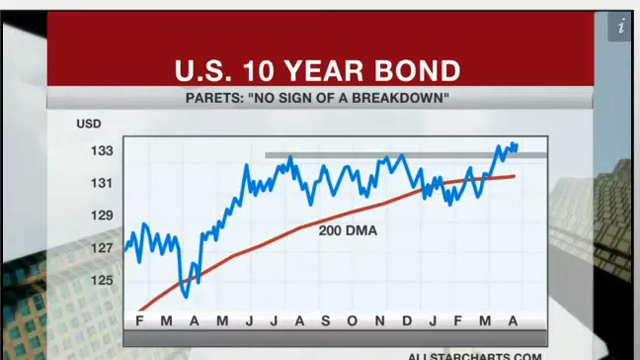 i
U.S. 10 YEAR BOND
PARETS: "NO SIGN OF A BREAKDOWN"
USD
133
131
129
127
125
200 DMA
F M A M J J A S O N D J F M A
ALLSTARCHARTS.COM